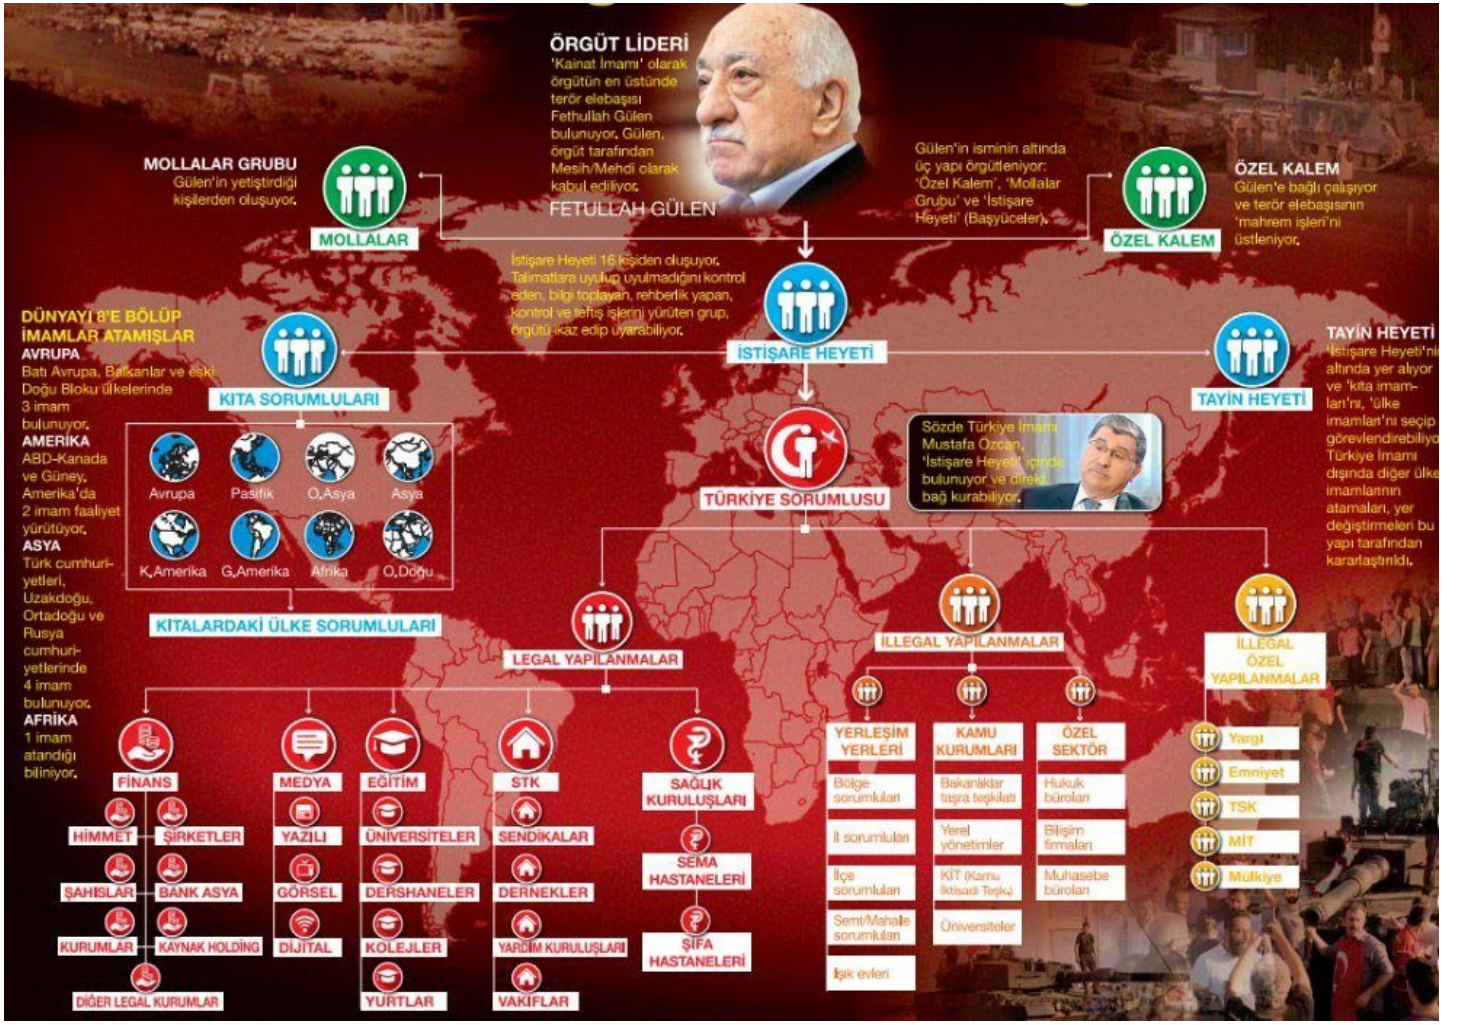 ÖRGÜT LİDERİ
'Kainat İmamı' olarak
örgütün en üstünde
terör elebaşısı
Fethullah Gülen
bulunuyor. Gülen,
örgüt tarafından
Mesih/Mehdi olarak
kabul ediliyor.
FETULLAH GÜLEN
MOLLALAR GRUBU
Gülen'in yetiştirdiği
kişilerden oluşuyor.
MOLLALAR
Gülen'in isminin altında
üç yapı örgütleniyor:
'Özel Kalem', 'Mollalar
Grubu' ve 'İstişare
Heyeti' (Başyüceler).
ÖZEL KALEM
ÖZEL KALEM
Gülen'e bağlı çalışıyor
ve terör elebaşısının
'mahrem işleri'ni
üstleniyor.
İstişare Heyeti 16 kişiden oluşuyor.
Talimatlara uyulup uyulmadığını kontrol
eden, bilgi toplayan, rehberlik yapan,
kontrol ve teftiş işlerini yürüten grup,
örgütü ikaz edip uyarabiliyor.
İSTİŞARE HEYETİ
DÜNYAYI 8'E BÖLÜP
İMAMLAR ATAMIŞLAR
AVRUPA
Batı Avrupa, Balkanlar ve eski
Doğu Bloku ülkelerinde
3 imam
bulunuyor.
AMERİKA
ABD-Kanada
ve Güney,
Amerika'da
2 imam faaliyet
yürütüyor.
ASYA
Türk cumhuri-
yetleri,
Uzakdoğu,
Ortadoğu ve
Rusya
cumhuri-
yetlerinde
4 imam
bulunuyor.
AFRİKA
1 imam
atandığı
biliniyor.
KITA SORUMLULARI
Avrupa
Pasifik
O.Asya
Asya
K.Amerika
G.Amerika
Afrika
O.Doğu
KITALARDAKİ ÜLKE SORUMLULARI
TAYİN HEYETİ
TAYİN HEYETİ
'İstişare Heyeti'nin
altında yer alıyor
ve 'kıta imam-
ları'nı, 'ülke
imamları'nı seçip
görevlendirebiliyo
Türkiye İmamı
dışında diğer ülke
imamlarının
atamaları, yer
değiştirmeleri bu
yapı tarafından
kararlaştırıldı.
Sözde Türkiye İmamı
Mustafa Özcan,
'İstişare Heyeti' içinde
bulunuyor ve direkt
bağ kurabiliyor.
TÜRKİYE SORUMLUSU
LEGAL YAPILANMALAR
FİNANS
HİMMET
ŞİRKETLER
ŞAHISLAR
BANK ASYA
KURUMLAR
KAYNAK HOLDİNG
DİĞER LEGAL KURUMLAR
MEDYA
YAZILI
GÖRSEL
DİJİTAL
EĞİTİM
ÜNİVERSİTELER
DERSHANELER
KOLEJLER
YURTLAR
STK
SENDİKALAR
DERNEKLER
YARDIM KURULUŞLARI
VAKIFLAR
SAĞLIK
KURULUŞLARI
SEMA
HASTANELERİ
ŞİFA
HASTANELERİ
İLLEGAL YAPILANMALAR
YERLEŞİM
YERLERİ
Bölge
sorumluları
İl sorumluları
İlçe
sorumluları
Semt/Mahalle
sorumluları
Işık evleri
KAMU
KURUMLARI
Bakanlıklar
taşra teşkilatı
Yerel
yönetimler
KİT (Kamu
İktisadi Teşk.)
Üniversiteler
ÖZEL
SEKTÖR
Hukuk
büroları
Bilişim
firmaları
Muhasebe
büroları
İLLEGAL
ÖZEL
YAPILANMALAR
Yargı
Emniyet
TSK
MİT
Mülkiye